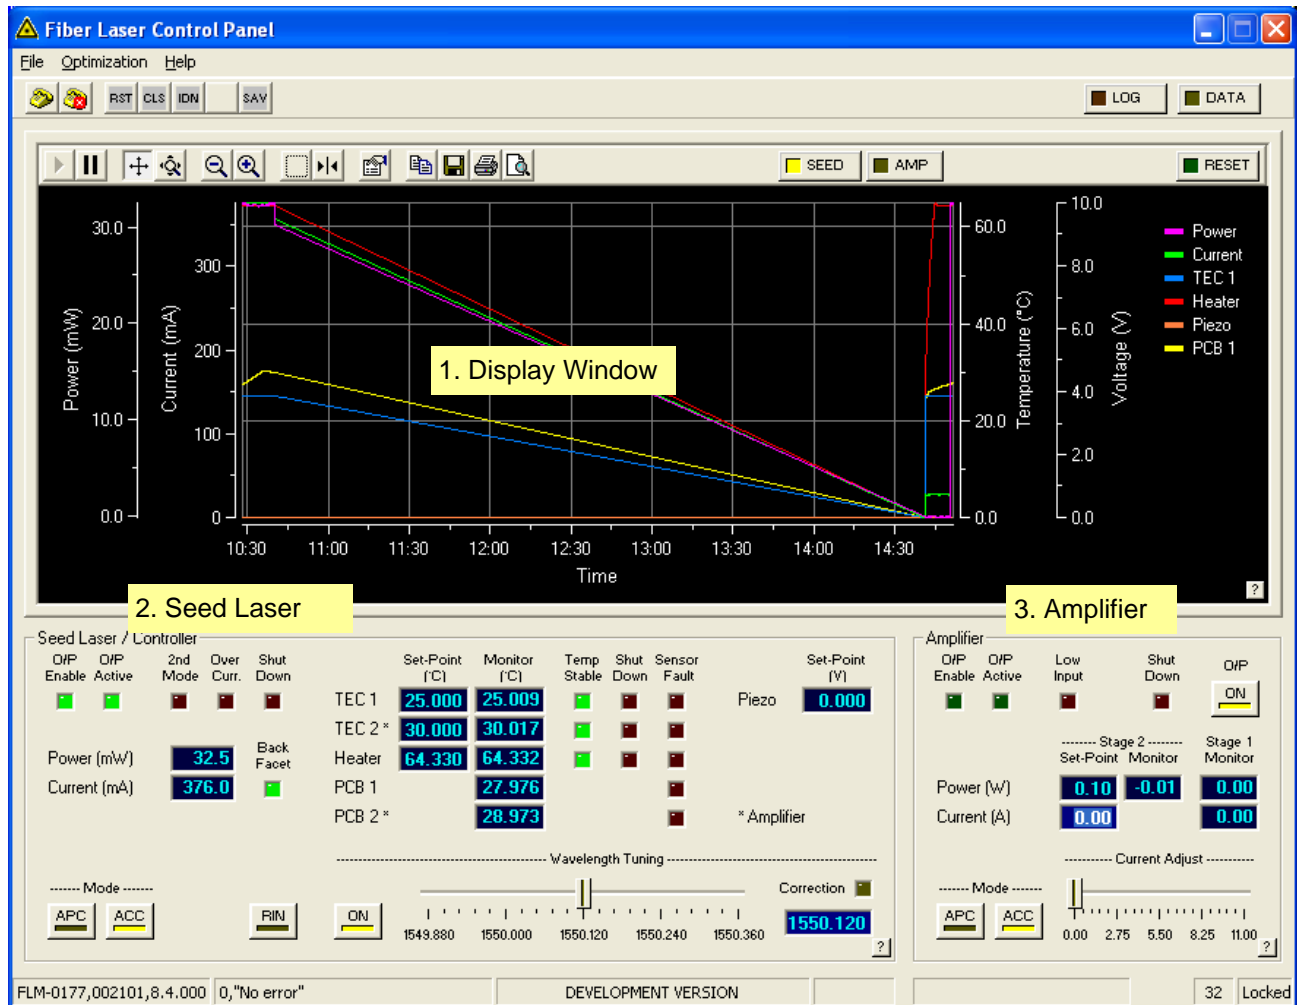 Fiber Laser Control Panel
File Optimization Help
RST CLS IDN SAV LOG DATA
SEED AMP RESET
30.0 20.0 10.0 0.0
Power (mW)
300 200 100 0
Current (mA)
60.0 40.0 20.0 0.0
Temperature (°C)
10.0 8.0 6.0 4.0 2.0 0.0
Voltage (V)
Power
Current
TEC 1
Heater
Piezo
PCB 1
1. Display Window
10:30 11:00 11:30 12:00 12:30 13:00 13:30 14:00 14:30
Time
?
2. Seed Laser
3. Amplifier
Seed Laser / Controller
O/P Enable
O/P Active
2nd Mode
Over Curr.
Shut Down
Power (mW) 32.5
Current (mA) 376.0
Back Facet
Set-Point (°C) Monitor (°C) Temp Stable Shut Down Sensor Fault
TEC 1 25.000 25.009
TEC 2 * 30.000 30.017
Heater 64.330 64.332
PCB 1 27.976
PCB 2 * 28.973
Set-Point (V)
Piezo 0.000
* Amplifier
------- Mode -------
APC ACC RIN ON
Wavelength Tuning
1549.880 1550.000 1550.120 1550.240 1550.360
Correction
1550.120
?
Amplifier
O/P Enable
O/P Active
Low Input
Shut Down
O/P
ON
-------- Stage 2 -------- Stage 1
Set-Point Monitor Monitor
Power (W) 0.10 -0.01 0.00
Current (A) 0.00 0.00
Current Adjust
------- Mode -------
APC ACC
0.00 2.75 5.50 8.25 11.00
?
FLM-0177,002101,8.4.000 0,"No error" DEVELOPMENT VERSION 32 Locked